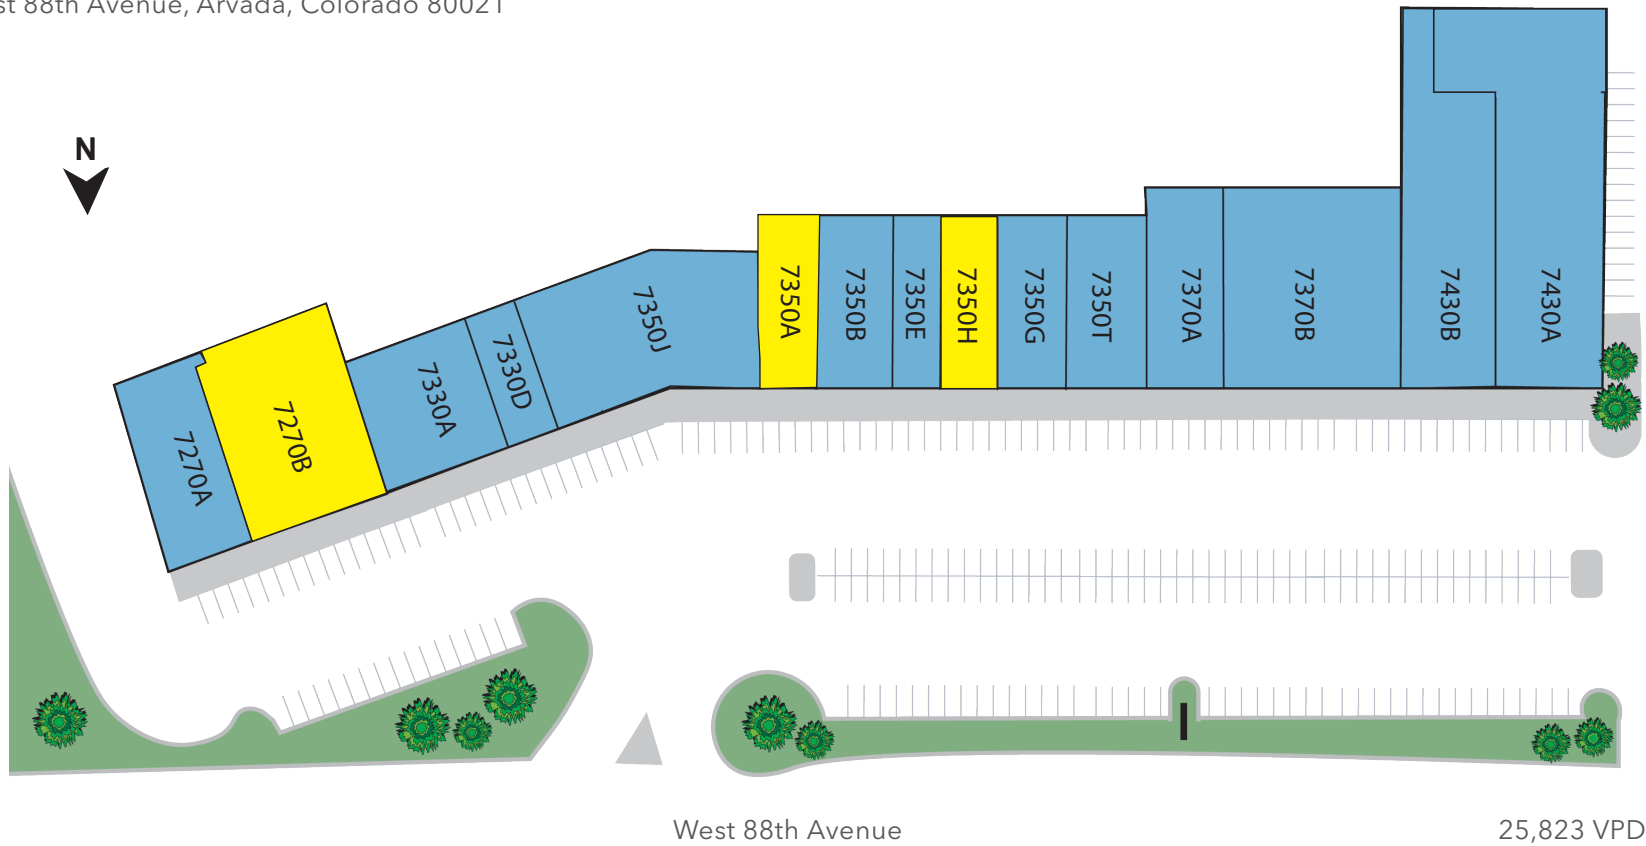 st 88th Avenue, Arvada, Colorado 80021
N
7270A
7270B
7330A
7330D
7350J
7350A
7350B
7350E
7350H
7350G
7350T
7370A
7370B
7430B
7430A
West 88th Avenue
25,823 VPD